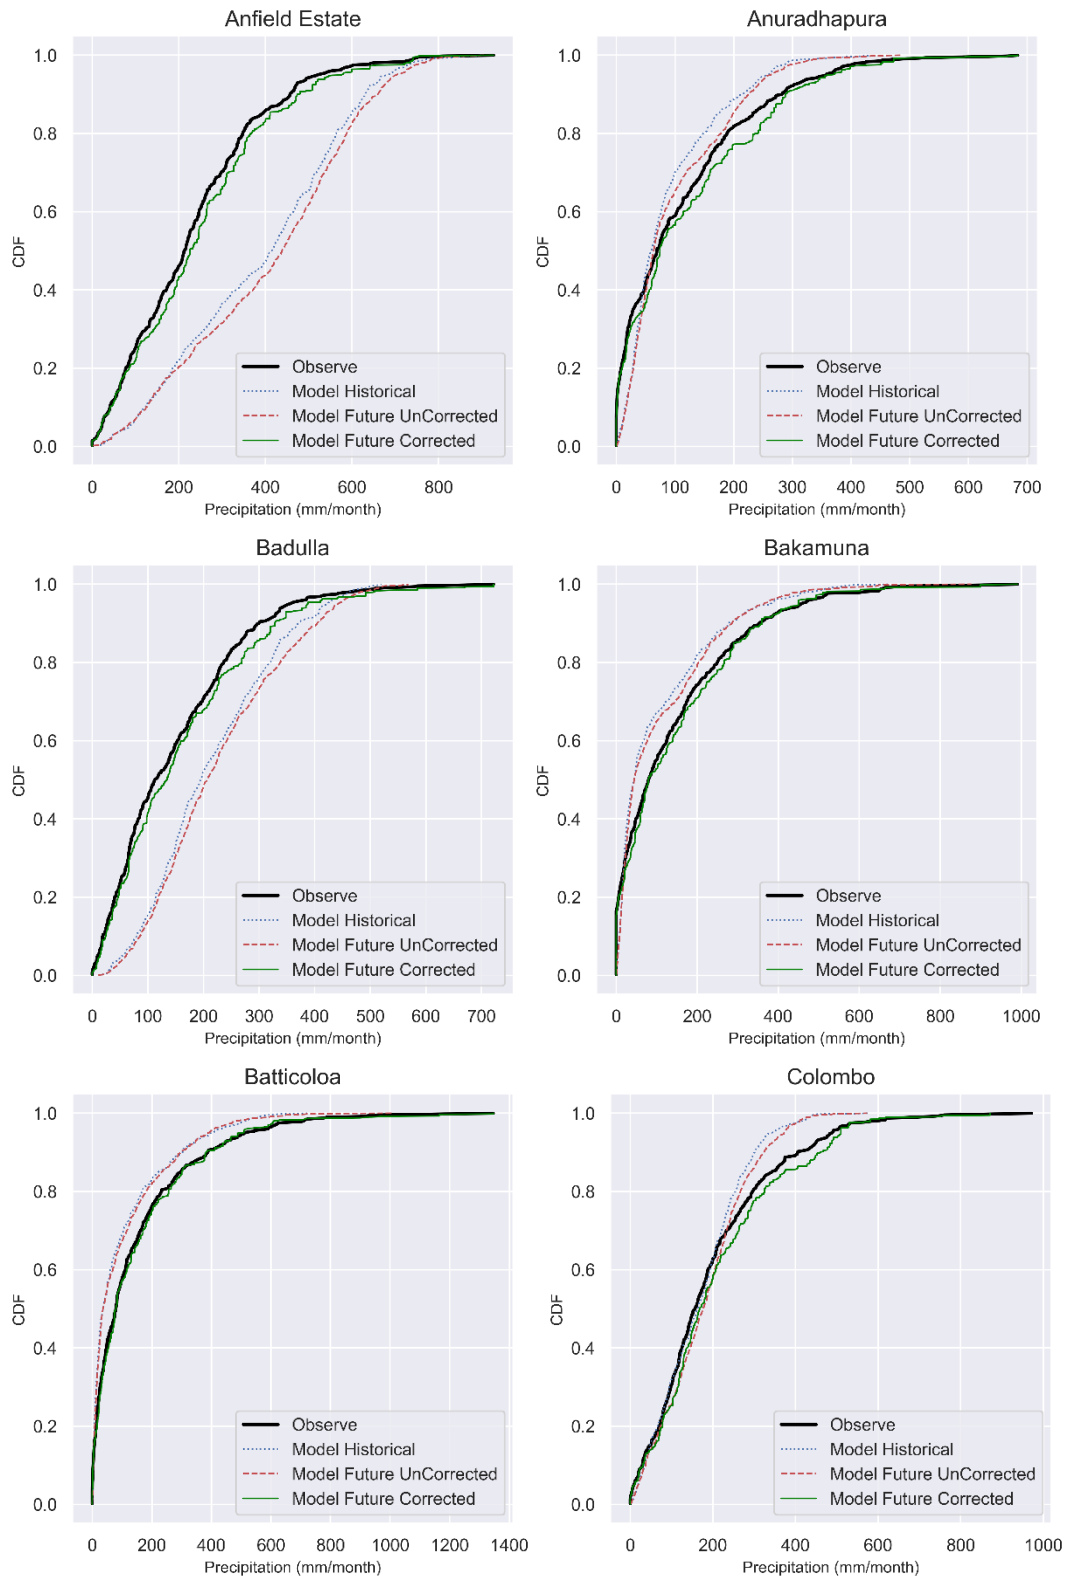 Anfield Estate
1.0
0.8
0.6
0.4
0.2
0.0
CDF
Observe
Model Historical
Model Future UnCorrected
Model Future Corrected
0 200 400 600 800
Precipitation (mm/month)
Anuradhapura
1.0
0.8
0.6
0.4
0.2
0.0
CDF
Observe
Model Historical
Model Future UnCorrected
Model Future Corrected
0 100 200 300 400 500 600 700
Precipitation (mm/month)
Badulla
1.0
0.8
0.6
0.4
0.2
0.0
CDF
Observe
Model Historical
Model Future UnCorrected
Model Future Corrected
0 100 200 300 400 500 600 700
Precipitation (mm/month)
Bakamuna
1.0
0.8
0.6
0.4
0.2
0.0
CDF
Observe
Model Historical
Model Future UnCorrected
Model Future Corrected
0 200 400 600 800 1000
Precipitation (mm/month)
Batticoloa
1.0
0.8
0.6
0.4
0.2
0.0
CDF
Observe
Model Historical
Model Future UnCorrected
Model Future Corrected
0 200 400 600 800 1000 1200 1400
Precipitation (mm/month)
Colombo
1.0
0.8
0.6
0.4
0.2
0.0
CDF
Observe
Model Historical
Model Future UnCorrected
Model Future Corrected
0 200 400 600 800 1000
Precipitation (mm/month)